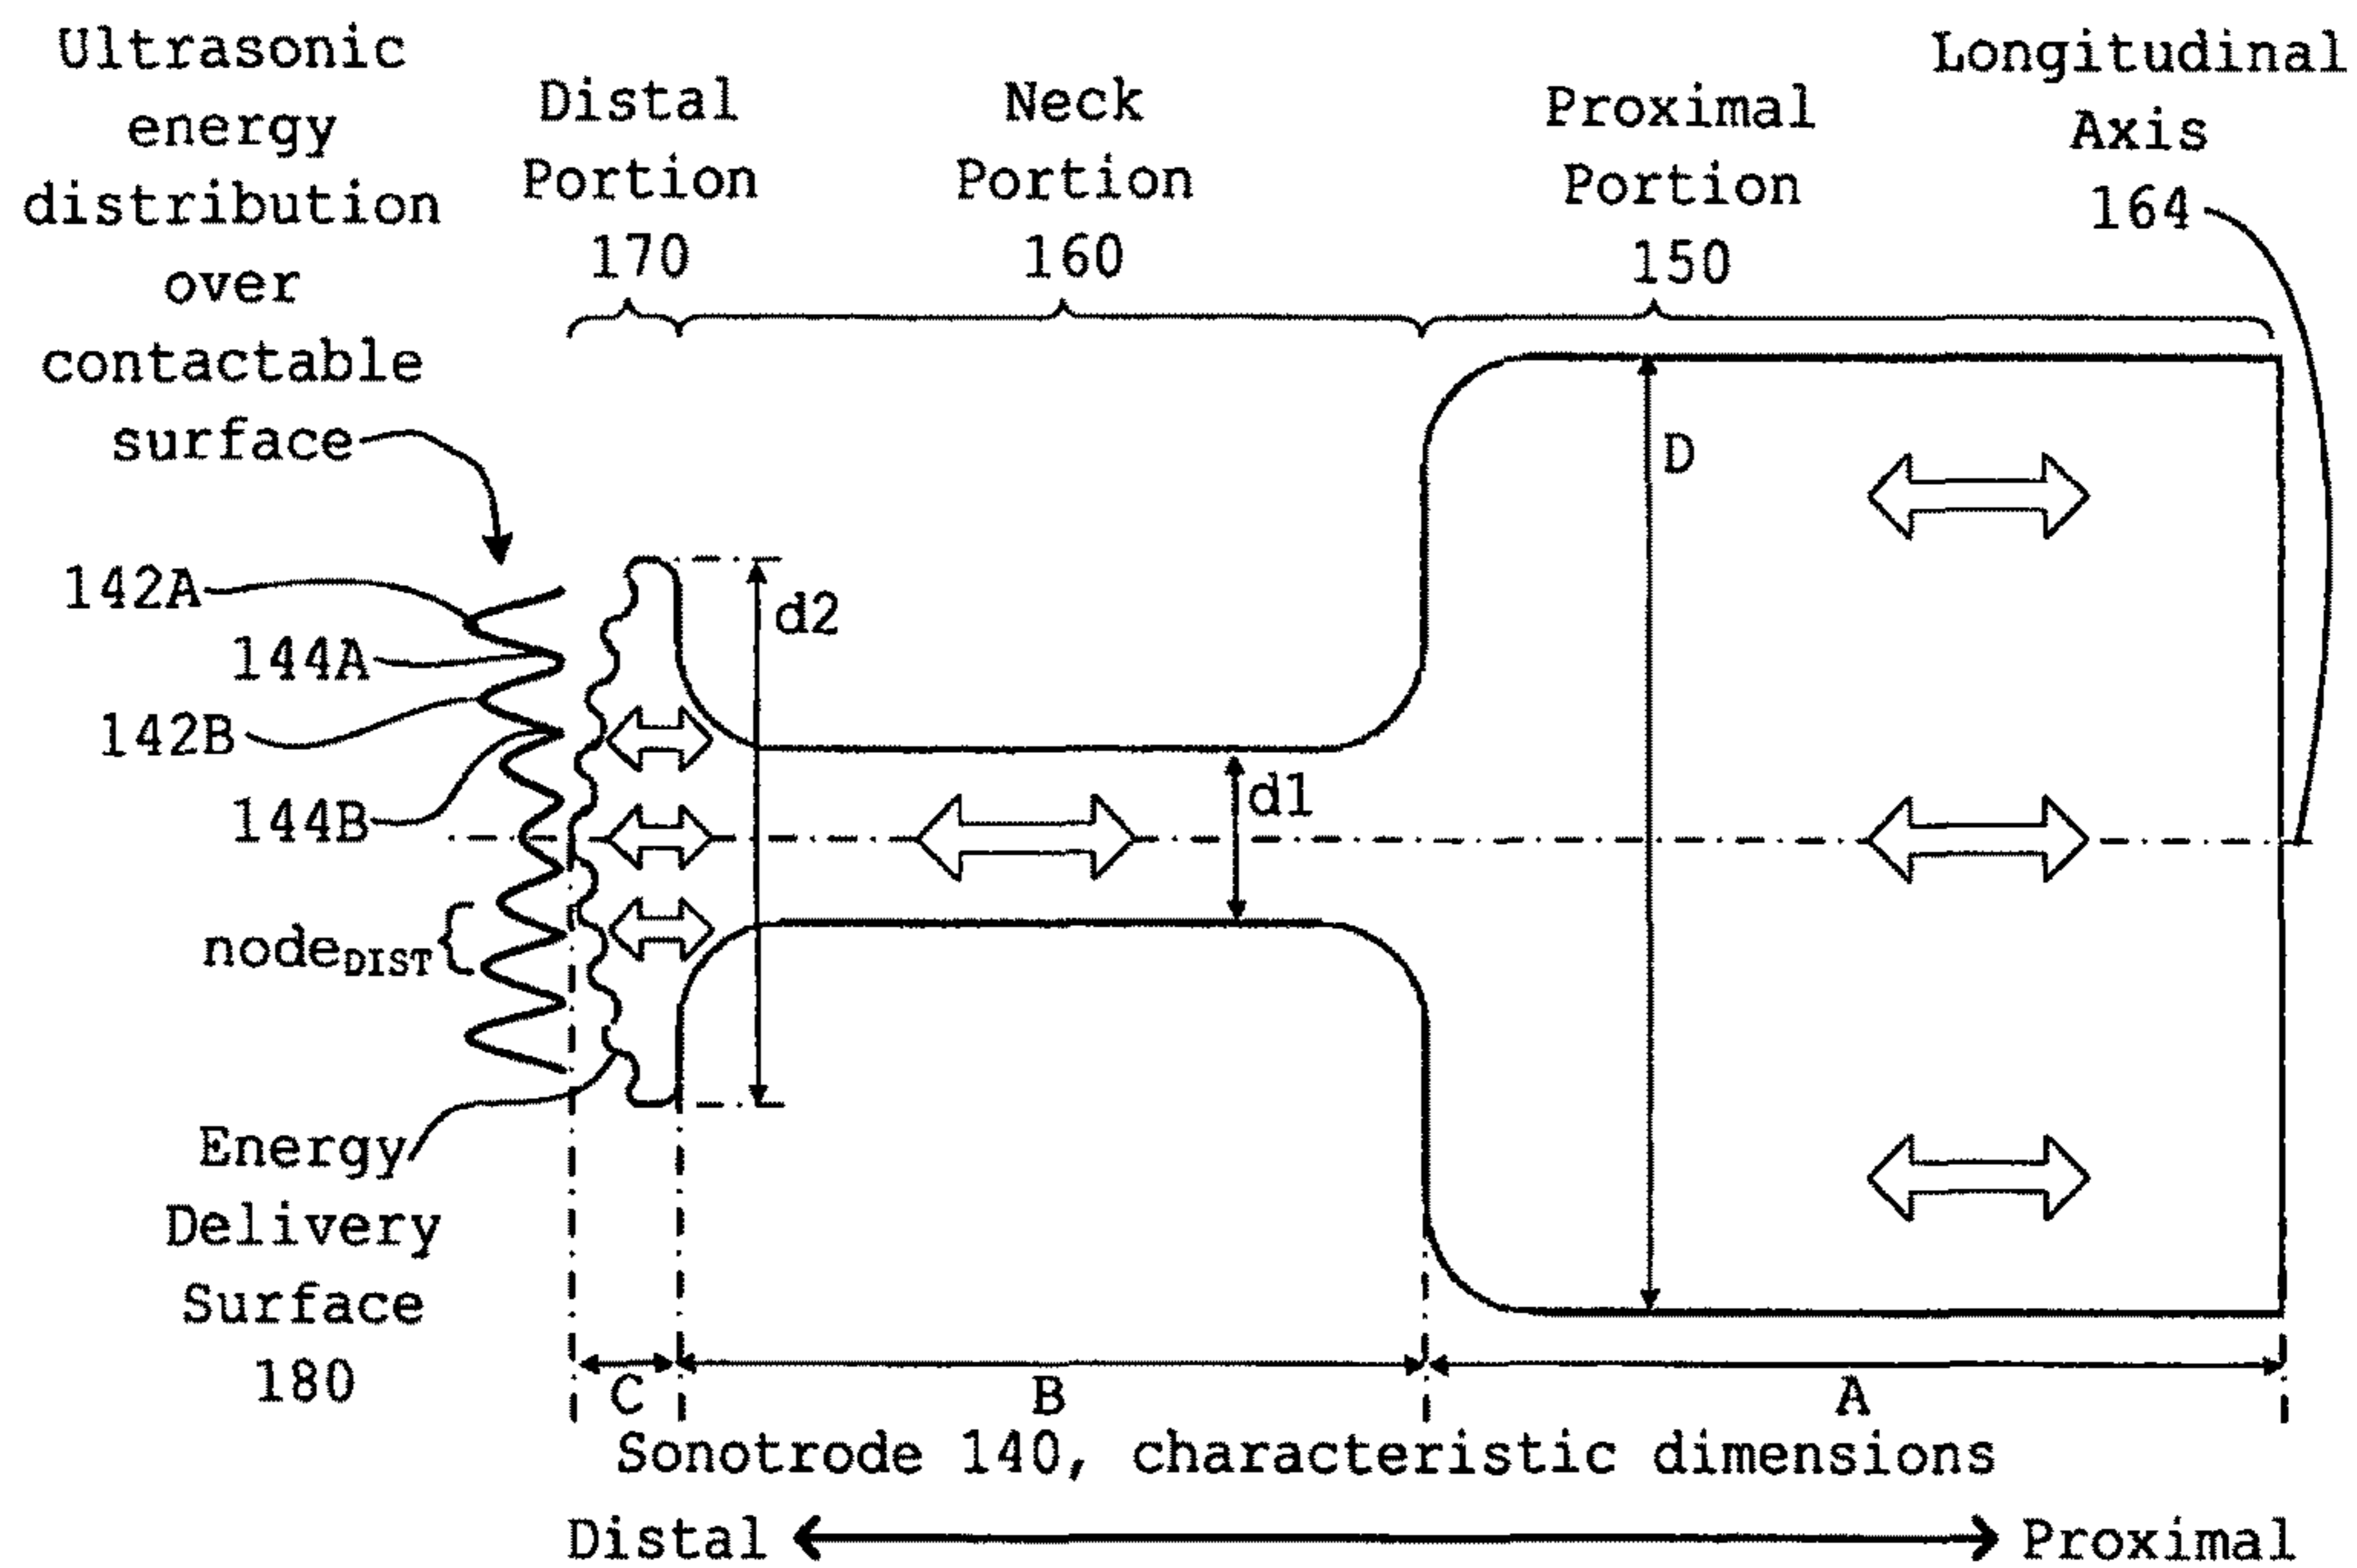 Ultrasonic
energy
distribution
over
contactable
surface
Distal
Portion
170
Neck
Portion
160
Proximal
Portion
150
Longitudinal
Axis
164
142A
144A
142B
144B
nodeDIST
d2
d1
D
Energy
Delivery
Surface
180
C
B
A
Sonotrode 140, characteristic dimensions
Distal
Proximal